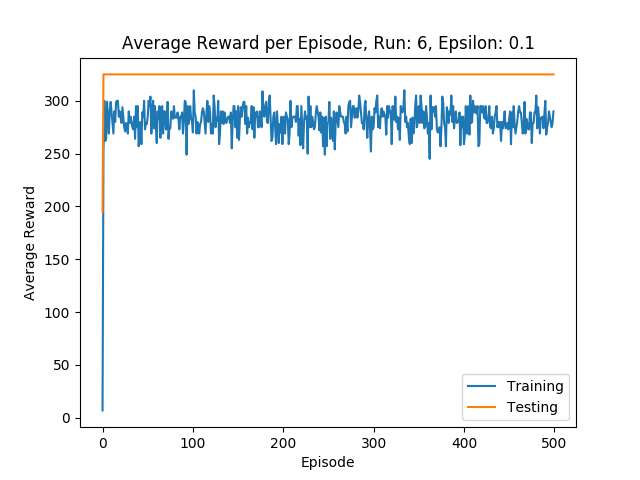 Average Reward per Episode, Run: 6, Epsilon: 0.1
Average Reward
300
250
200
150
100
50
0
0 100 200 300 400 500
Episode
Training
Testing